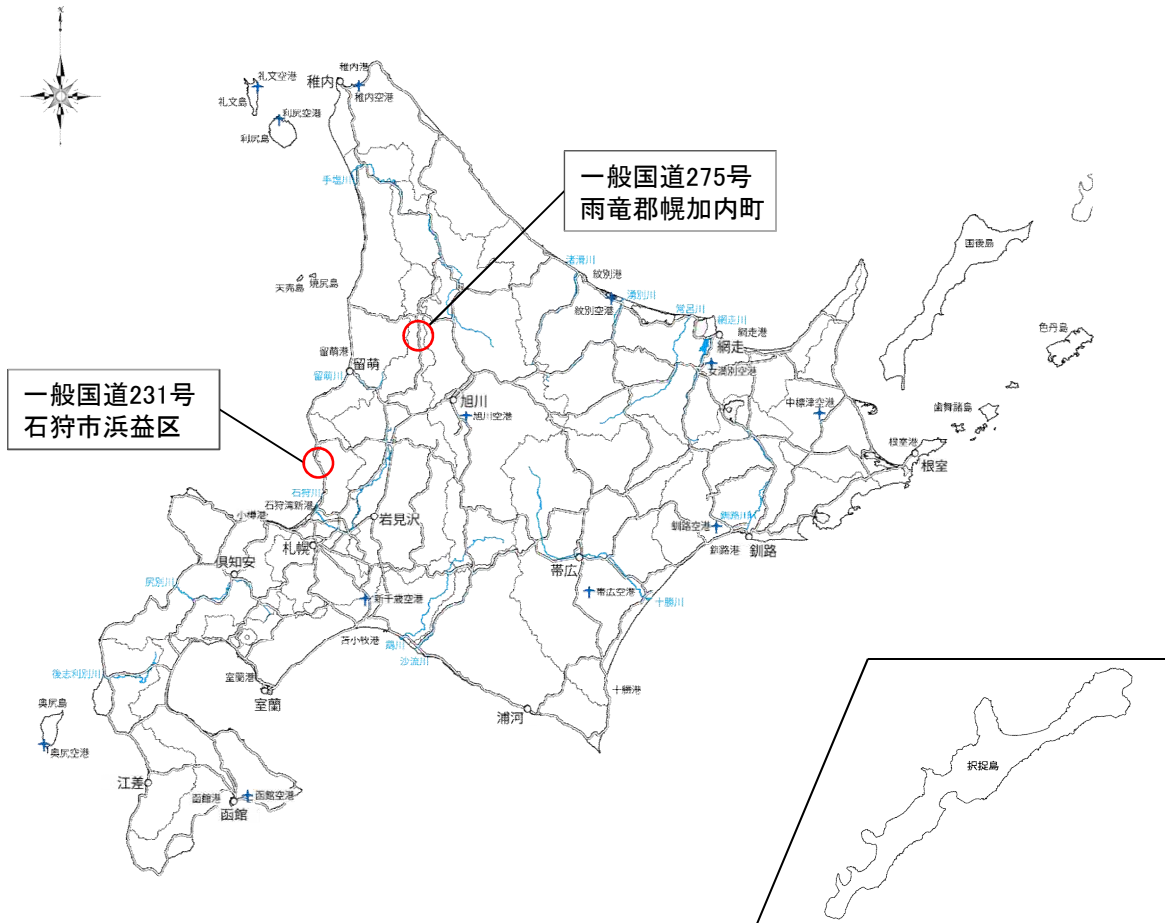 礼文空港
礼文島
利尻空港
利尻島
稚内
稚内港
稚内空港
手塩川
一般国道275号
雨竜郡幌加内町
天売島
焼尻島
渚滑川
紋別港
湧別川
紋別空港
常呂川
網走川
網走港
網走
女満別空港
国後島
色丹島
歯舞諸島
中標津空港
根室港
根室
留萌港
留萌
留萌川
一般国道231号
石狩市浜益区
旭川
旭川空港
石狩川
石狩湾新港
小樽港
岩見沢
札幌
倶知安
尻別川
新千歳空港
苫小牧港
鵡川
沙流川
帯広
帯広空港
十勝川
釧路空港
釧路川
釧路港
釧路
後志利別川
室蘭港
室蘭
浦河
十勝港
奥尻島
奥尻空港
江差
函館港
函館空港
函館
択捉島